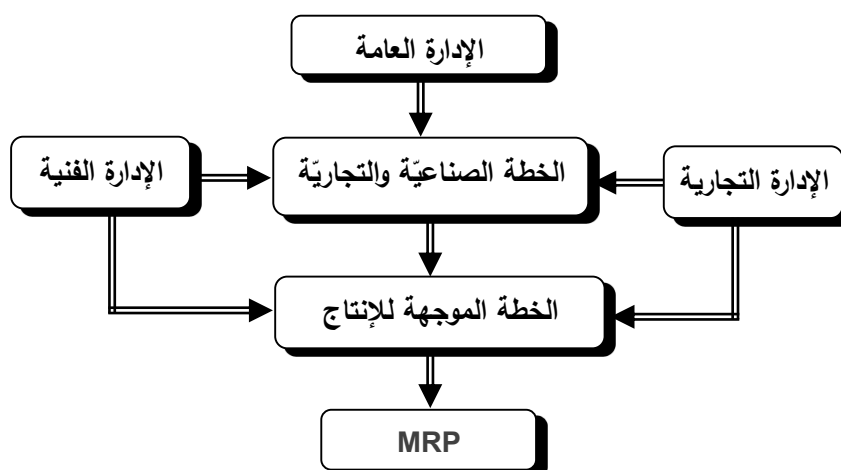 الإدارة العامة
الخطة الصناعيّة والتجاريّة
الإدارة التجارية
الإدارة الفنية
الخطة الموجهة للإنتاج
MRP